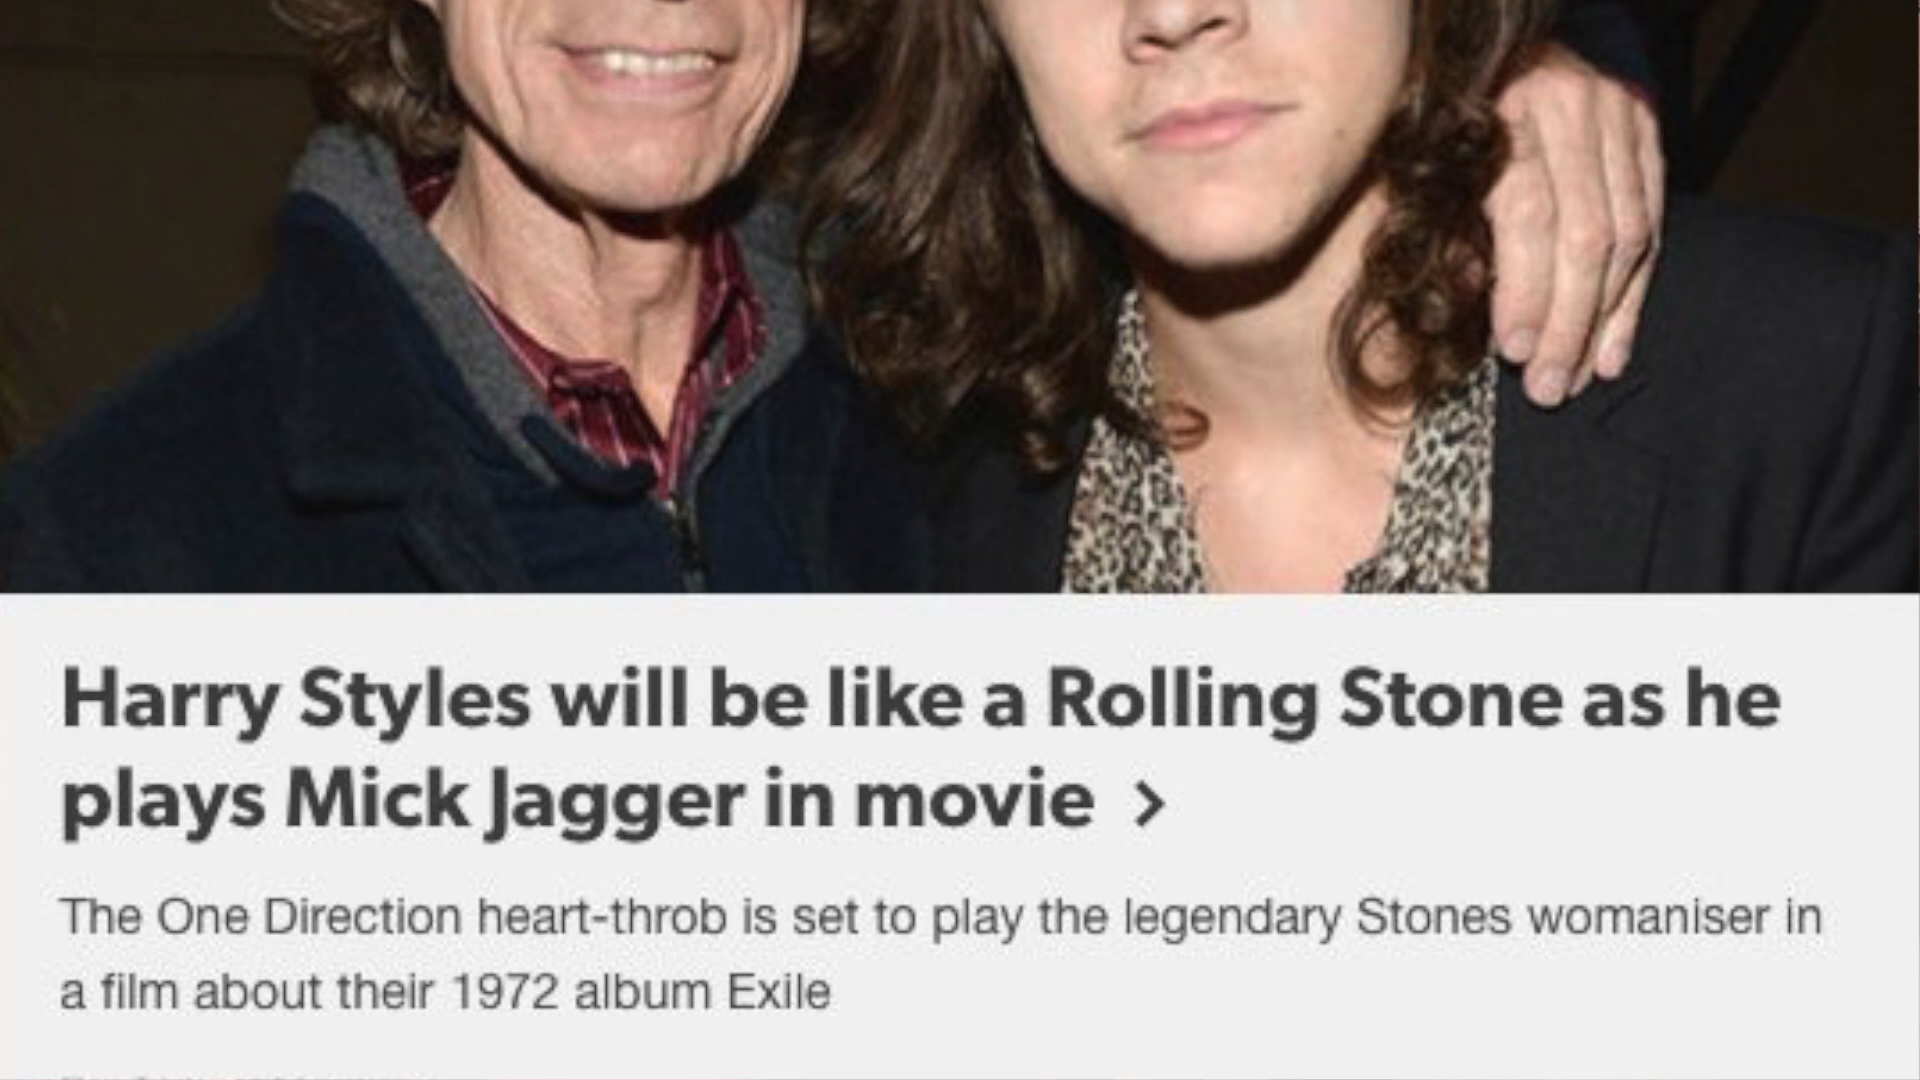 Harry Styles will be like a Rolling Stone as he
plays Mick Jagger in movie >
The One Direction heart-throb is set to play the legendary Stones womaniser in
a film about their 1972 album Exile